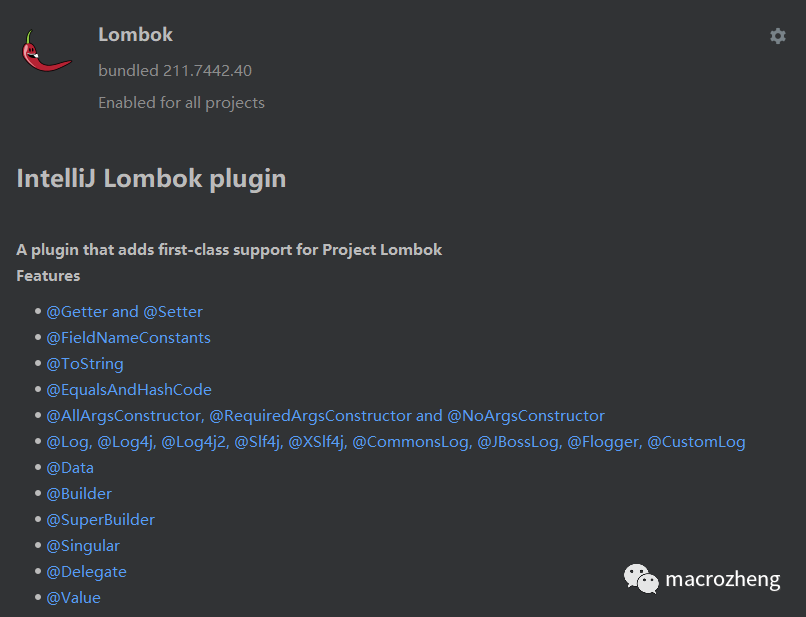 Lombok
bundled 211.7442.40
Enabled for all projects
IntelliJ Lombok plugin
A plugin that adds first-class support for Project Lombok
Features
@Getter and @Setter
@FieldNameConstants
@ToString
@EqualsAndHashCode
@AllArgsConstructor, @RequiredArgsConstructor and @NoArgsConstructor
@Log, @Log4j, @Log4j2, @Slf4j, @XSlf4j, @CommonsLog, @JBossLog, @Flogger, @CustomLog
@Data
@Builder
@SuperBuilder
@Singular
@Delegate
@Value
macrozheng